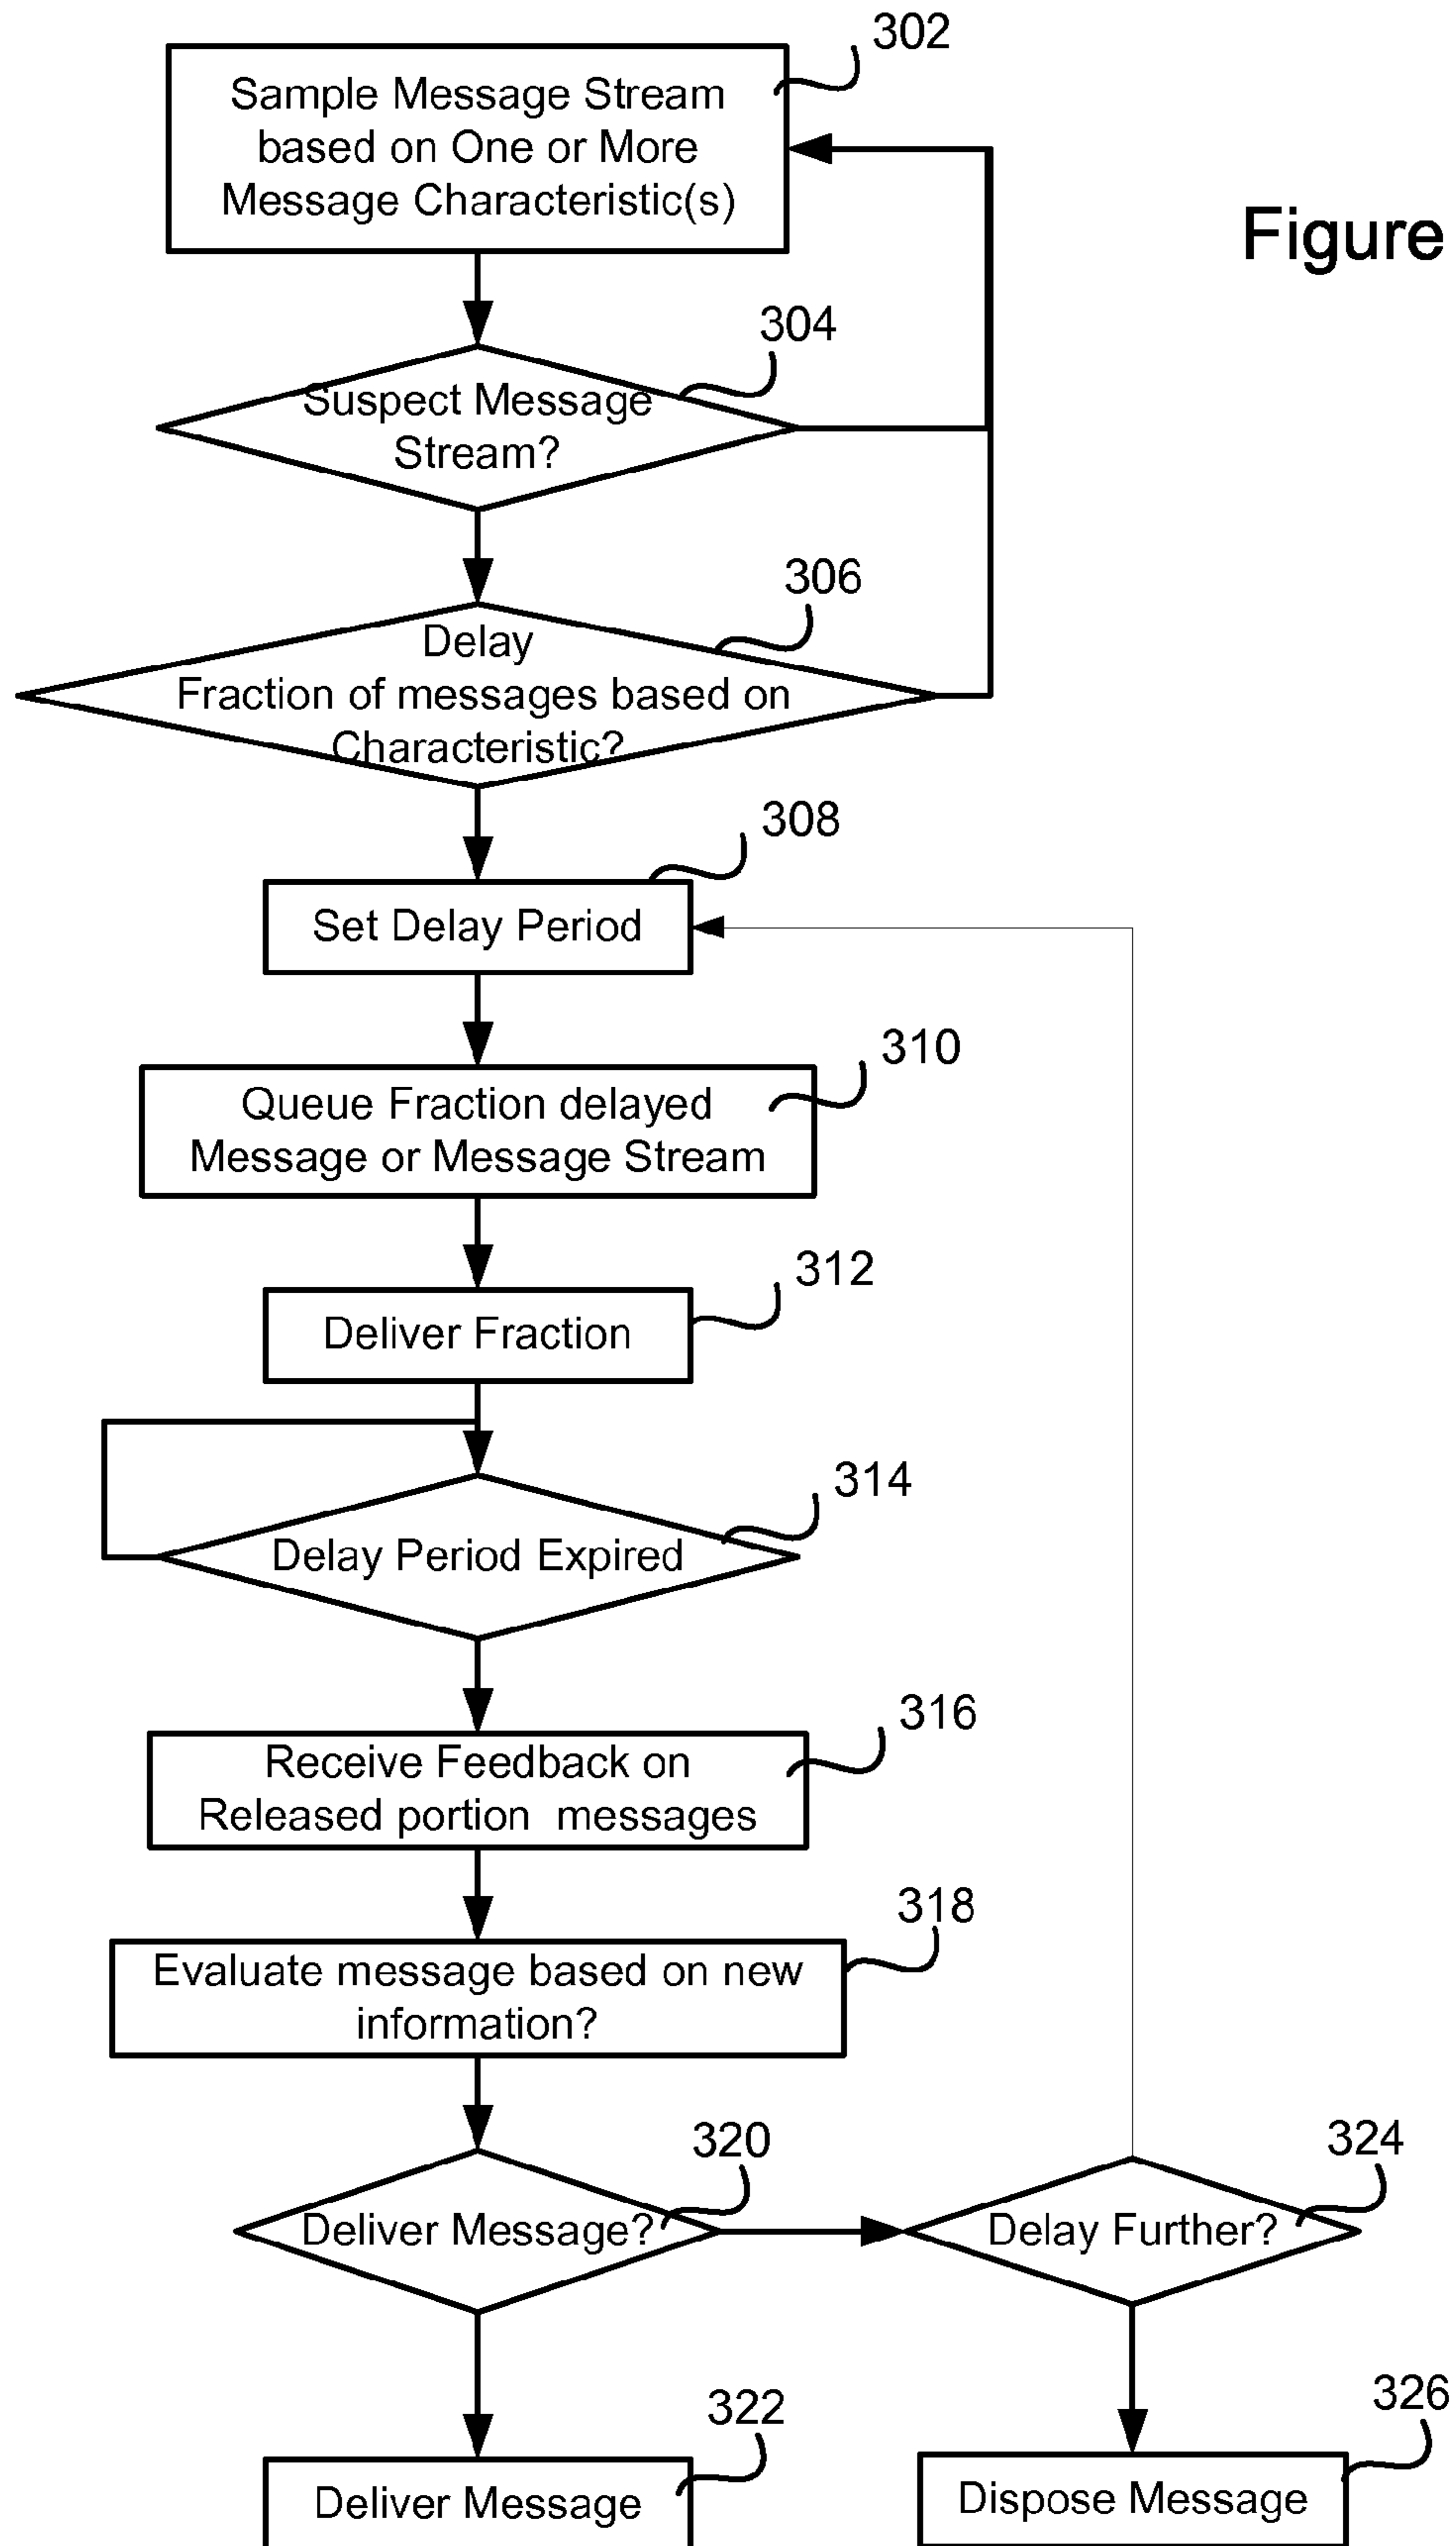 302
Sample Message Stream
based on One or More
Message Characteristic(s)
Figure
304
Suspect Message
Stream?
306
Delay
Fraction of messages based on
Characteristic?
308
Set Delay Period
310
Queue Fraction delayed
Message or Message Stream
312
Deliver Fraction
314
Delay Period Expired
316
Receive Feedback on
Released portion messages
318
Evaluate message based on new
information?
320
Deliver Message?
324
Delay Further?
322
Deliver Message
326
Dispose Message